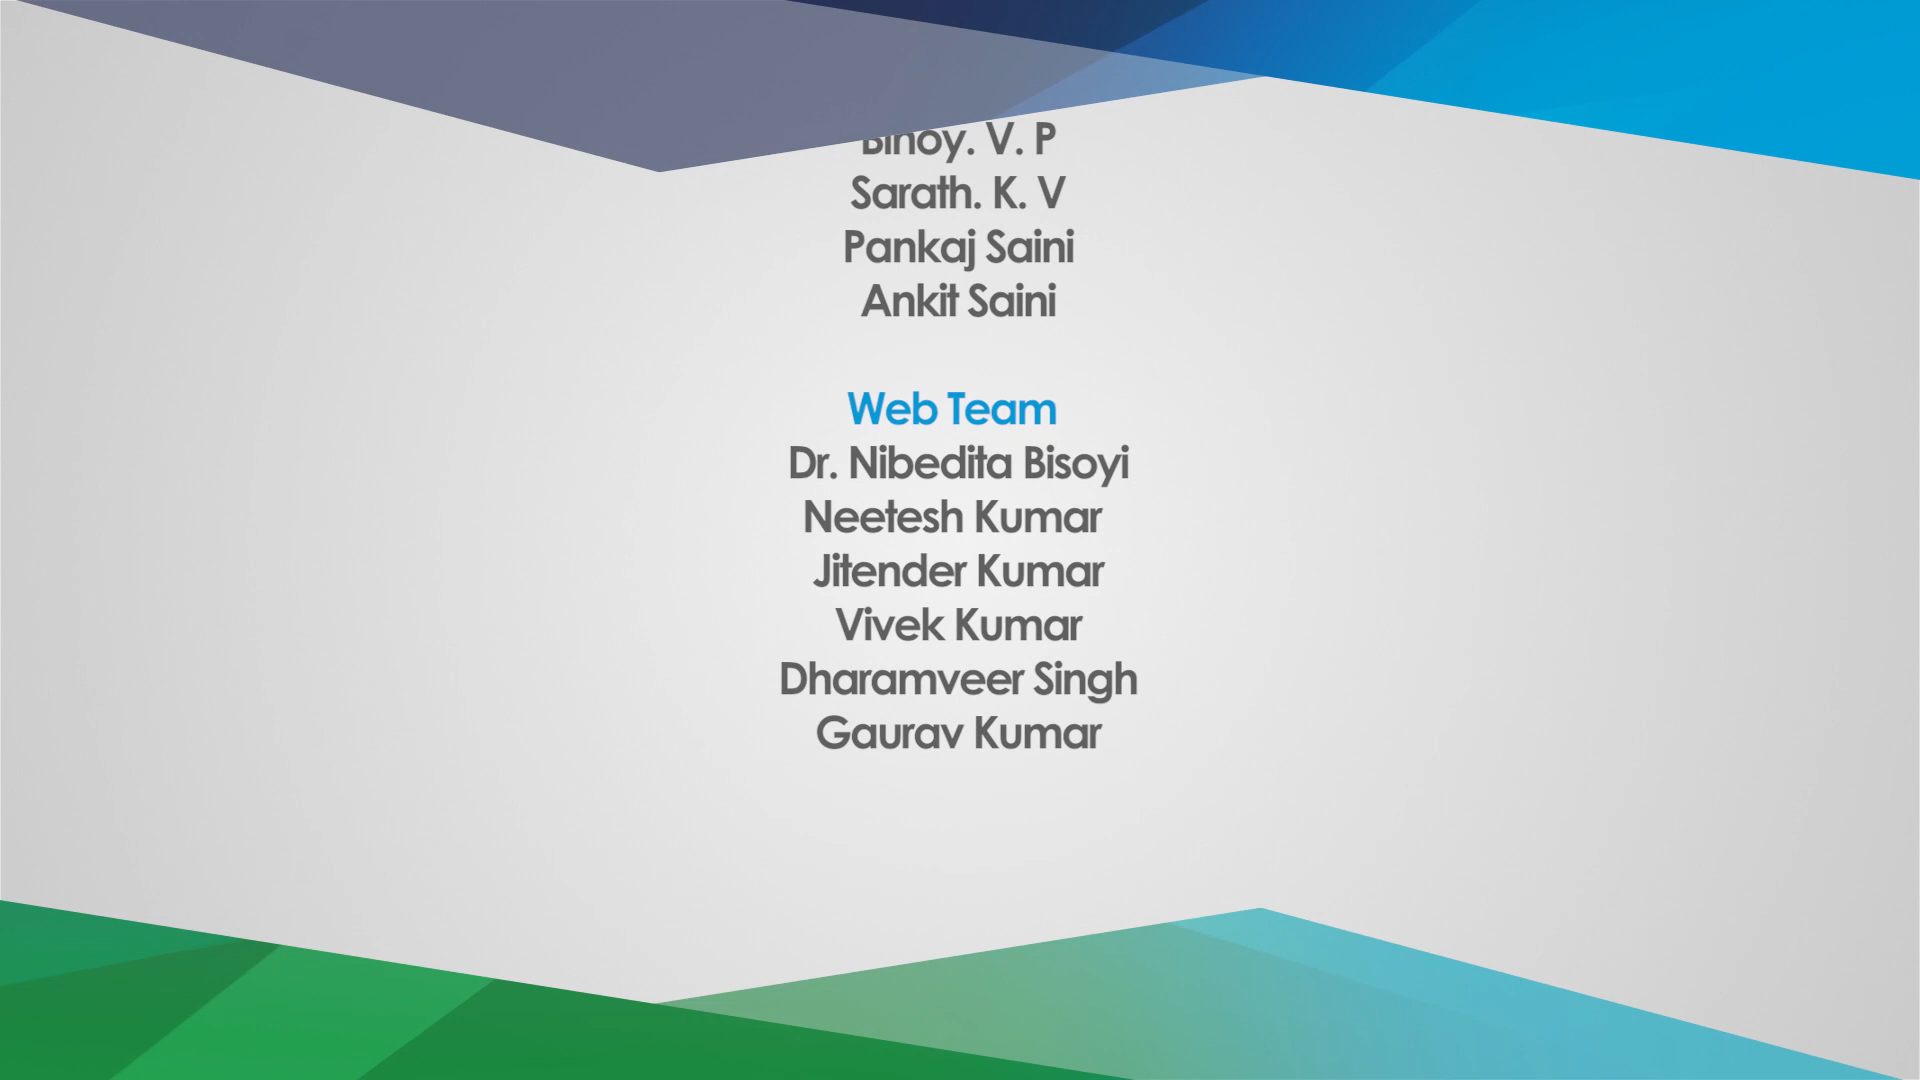 Binoy. V. P
Sarath. K. V
Pankaj Saini
Ankit Saini
Web Team
Dr. Nibedita Bisoyi
Neetesh Kumar
Jitender Kumar
Vivek Kumar
Dharamveer Singh
Gaurav Kumar